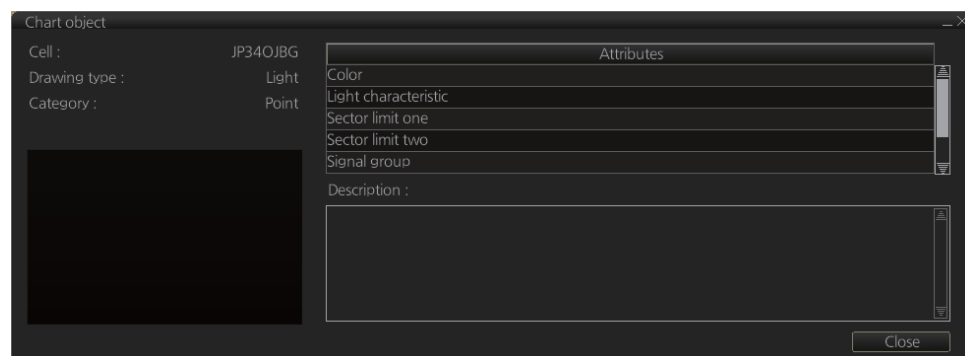 Chart object
Cell : JP34OJBG
Drawing type : Light
Category : Point
Attributes
Color
Light characteristic
Sector limit one
Sector limit two
Signal group
Description :
Close